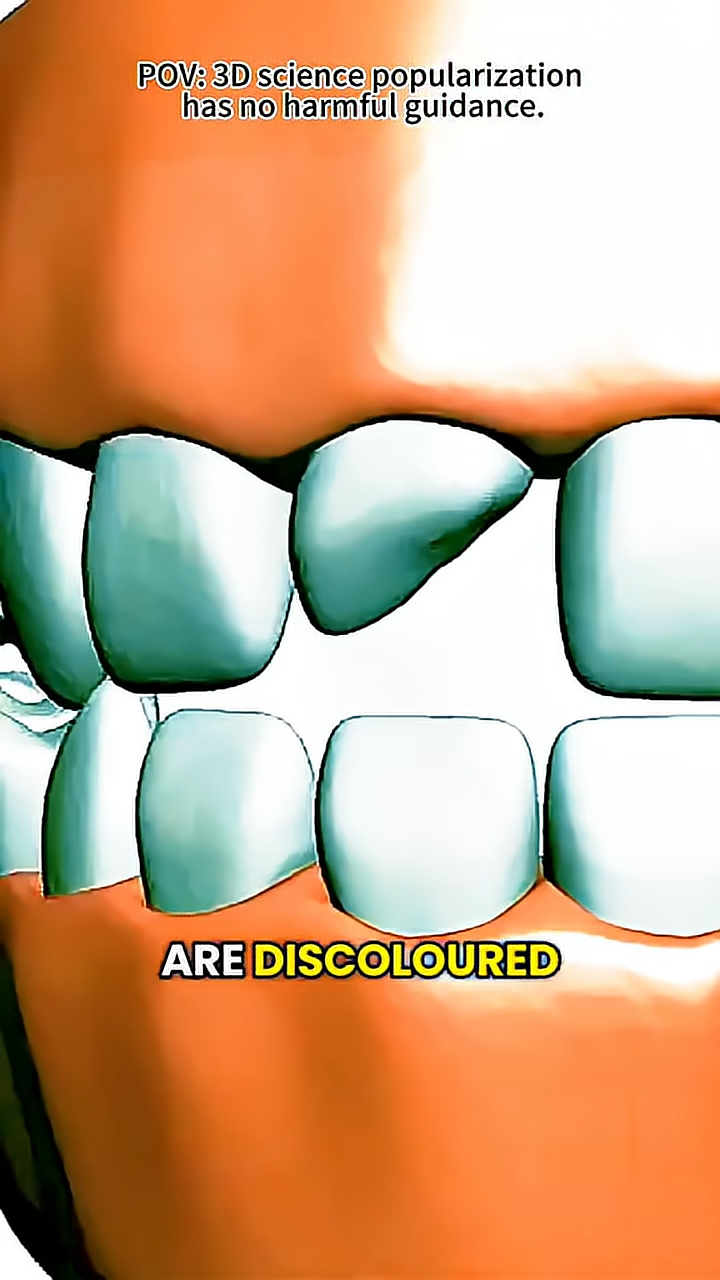 POV: 3D science popularization
has no harmful guidance.
ARE DISCOLOURED